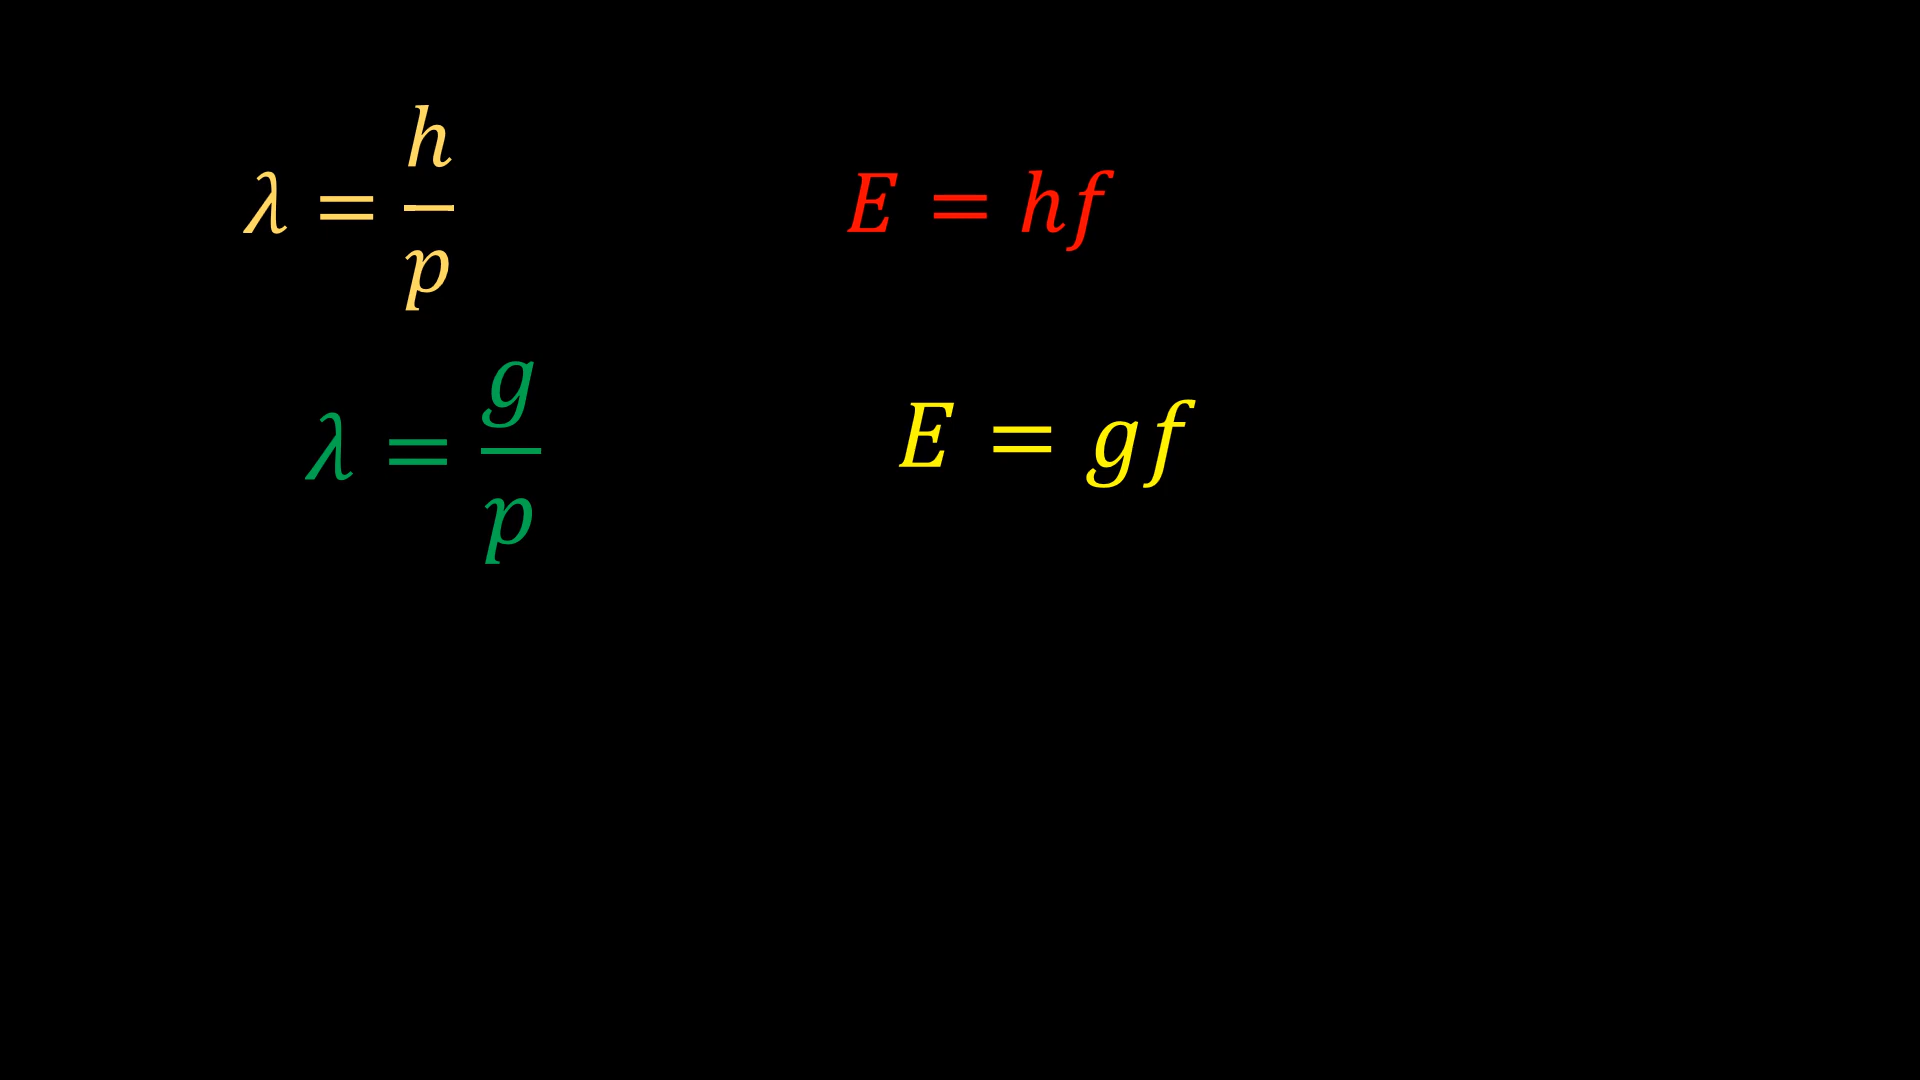 λ = h/p
E = hf
λ = g/p
E = gf